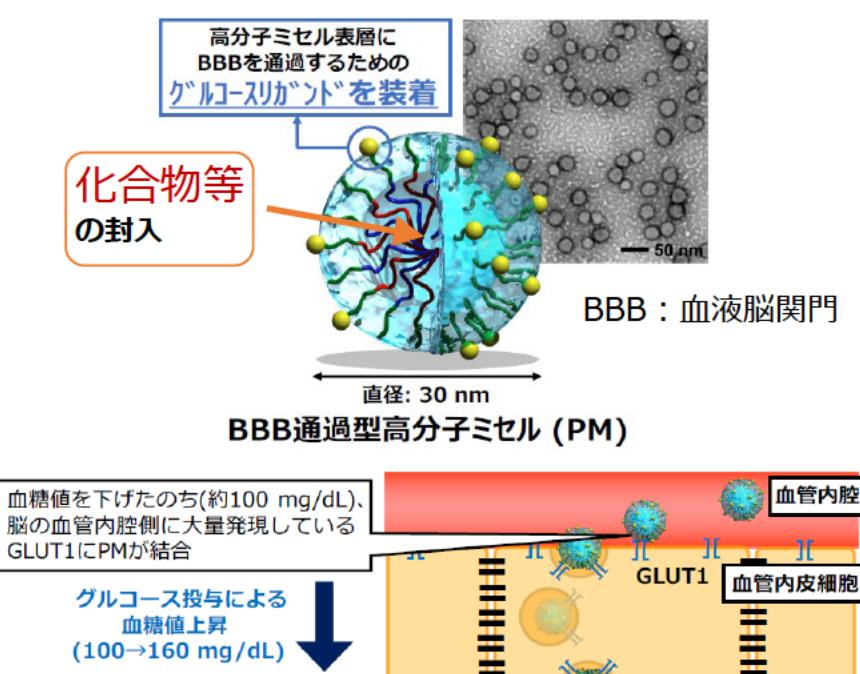 高分子ミセル表層に
BBBを通過するための
グルコースリガンドを装着
化合物等
の封入
50 nm
BBB：血液脳関門
直径: 30 nm
BBB通過型高分子ミセル (PM)
血糖値を下げたのち(約100 mg/dL)、
脳の血管内腔側に大量発現している
GLUT1にPMが結合
血管内腔
GLUT1
血管内皮細胞
グルコース投与による
血糖値上昇
(100→160 mg/dL)